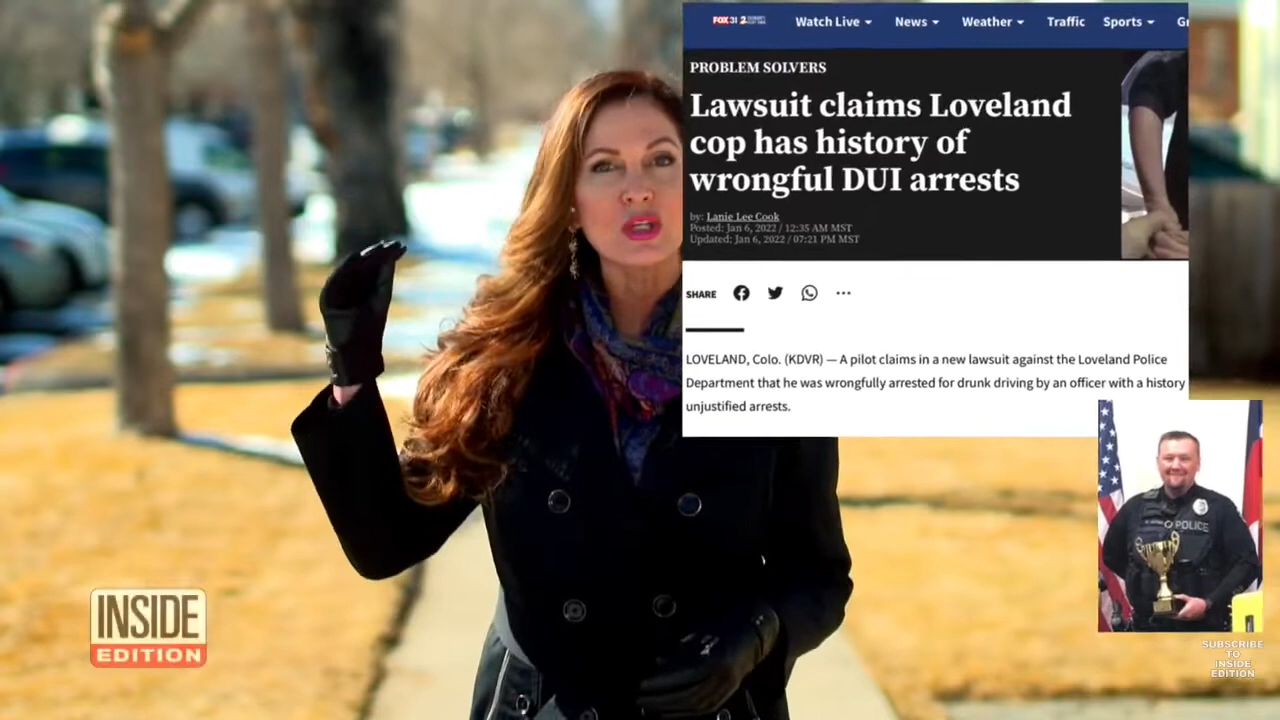 FOX 31
Watch Live
News
Weather
Traffic
Sports
PROBLEM SOLVERS
Lawsuit claims Loveland
cop has history of
wrongful DUI arrests
by: Lanie Lee Cook
Posted: Jan 6, 2022 / 12:35 AM MST
Updated: Jan 6, 2022 / 07:21 PM MST
SHARE
LOVELAND, Colo. (KDVR) — A pilot claims in a new lawsuit against the Loveland Police
Department that he was wrongfully arrested for drunk driving by an officer with a history
unjustified arrests.
POLICE
INSIDE
EDITION
SUBSCRIBE
TO
INSIDE
EDITION